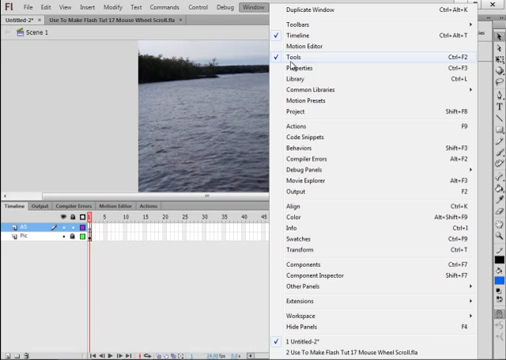 Fl File Edit View Insert Modify Text Commands Control Debug Window
Untitled-2* × Use To Make Flash Tut 17 Mouse Wheel Scroll.fla ×
Scene 1
Duplicate Window Ctrl+Alt+K
Toolbars
Timeline Ctrl+Alt+T
Motion Editor
Tools Ctrl+F2
Properties Ctrl+F3
Library Ctrl+L
Common Libraries
Motion Presets
Project Shift+F8
Actions F9
Code Snippets
Behaviors Shift+F3
Compiler Errors Alt+F2
Debug Panels
Movie Explorer Alt+F3
Output F2
Align Ctrl+K
Color Alt+Shift+F9
Info Ctrl+I
Swatches Ctrl+F9
Transform Ctrl+T
Components Ctrl+F7
Component Inspector Shift+F7
Other Panels
Extensions
Workspace
Hide Panels F4
1 Untitled-2*
2 Use To Make Flash Tut 17 Mouse Wheel Scroll.fla
Timeline Output Compiler Errors Motion Editor Actions
1 5 10 15 20 25 30 35 40 45
AS
Pic